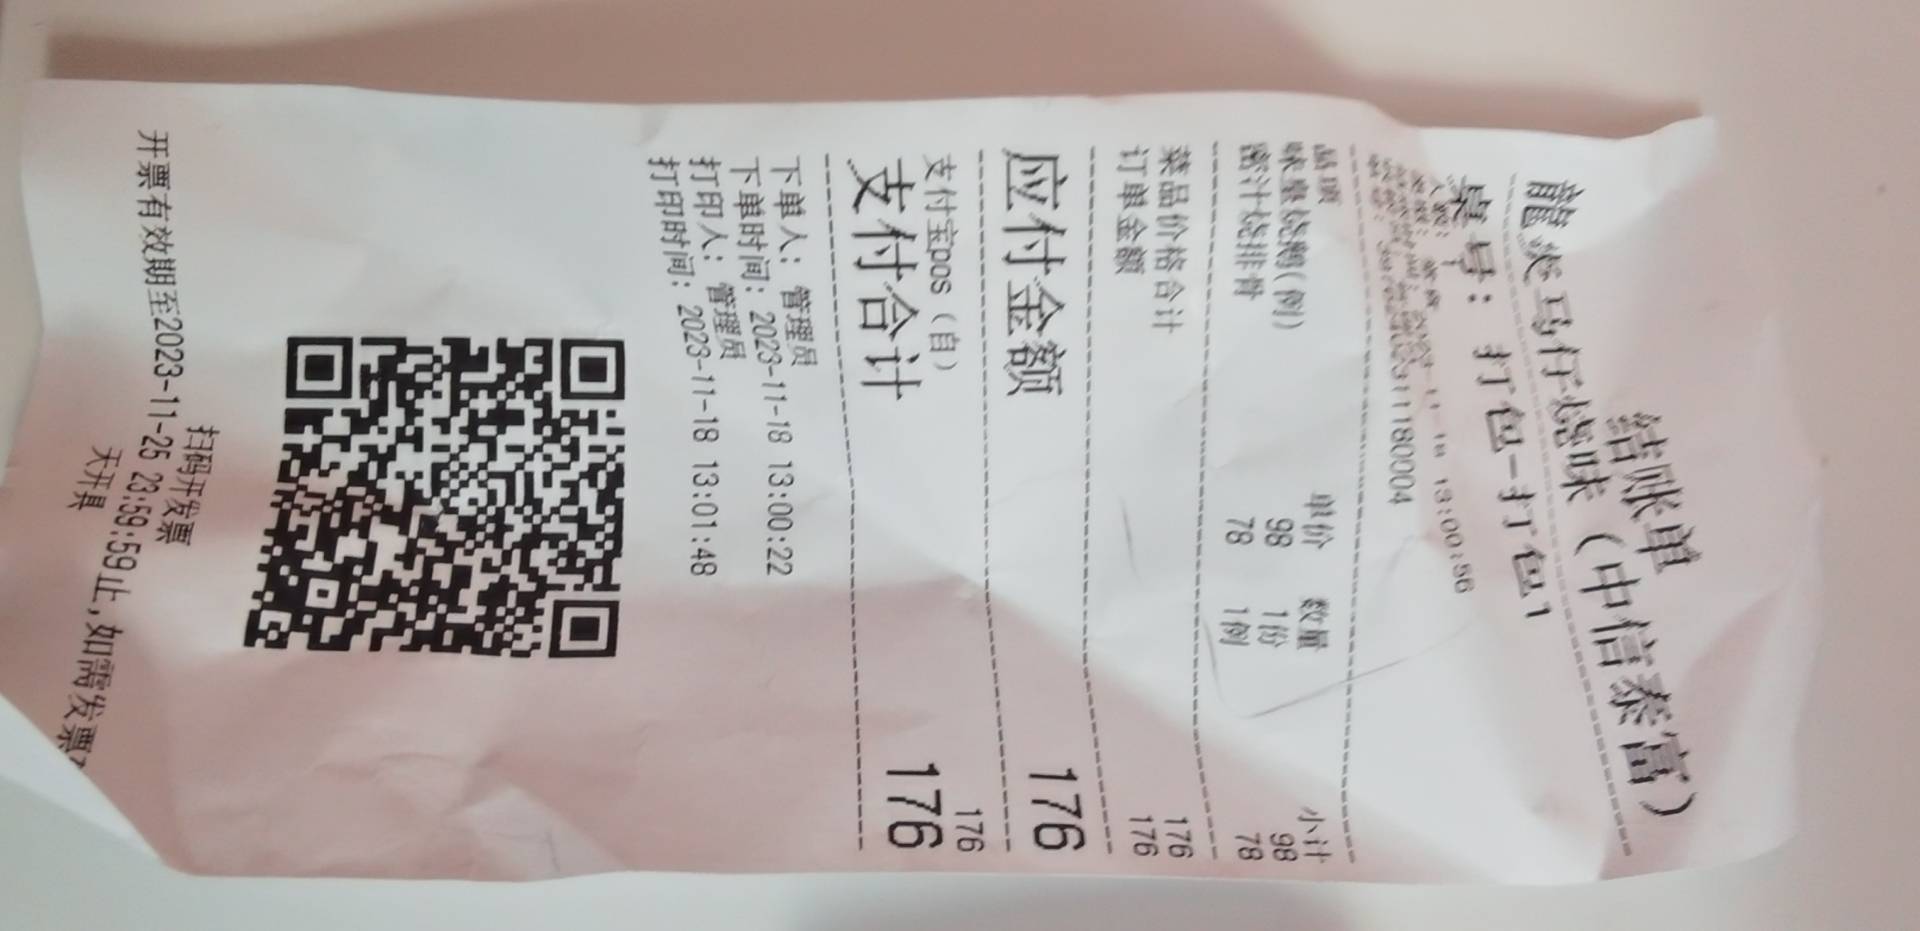 结账单
马仔烧味（中信泰富）
桌号：打包-打包1
13:00:56
31180004
品项 单价 数量 小计
味皇烧鹅(例) 98 1份 98
蜜汁烧排骨 78 1例 78
菜品价格合计 176
订单金额 176
应付金额 176
支付宝pos（自） 176
支付合计 176
下单人：管理员
下单时间：2023-11-18 13:00:22
打印人：管理员
打印时间：2023-11-18 13:01:48
扫码开发票
开票有效期至2023-11-25 23:59:59止,如需发票
天开具